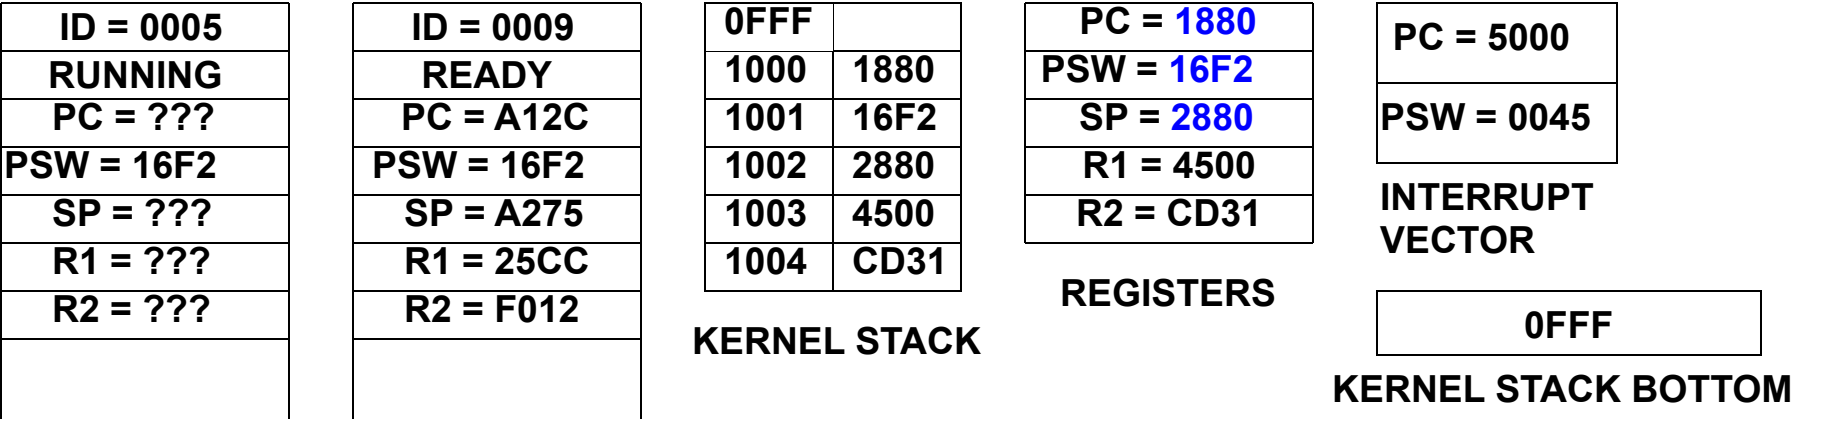 ID = 0005
RUNNING
PC = ???
PSW = 16F2
SP = ???
R1 = ???
R2 = ???
ID = 0009
READY
PC = A12C
PSW = 16F2
SP = A275
R1 = 25CC
R2 = F012
0FFF
1000 1880
1001 16F2
1002 2880
1003 4500
1004 CD31
KERNEL STACK
PC = 1880
PSW = 16F2
SP = 2880
R1 = 4500
R2 = CD31
REGISTERS
PC = 5000
PSW = 0045
INTERRUPT
VECTOR
0FFF
KERNEL STACK BOTTOM